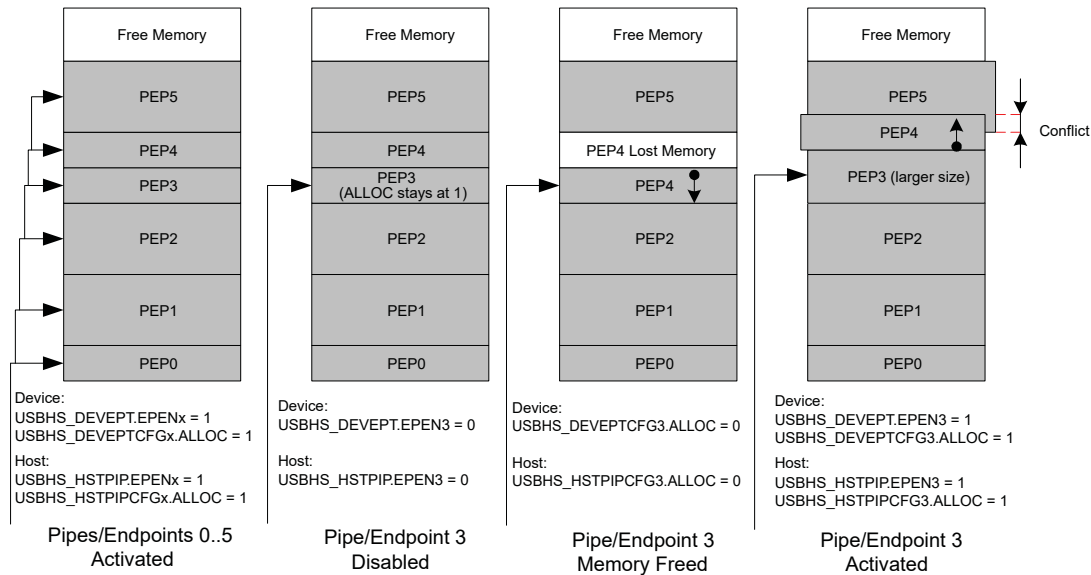 Free Memory
PEP5
PEP4
PEP3
PEP2
PEP1
PEP0
Device:
USBHS_DEVEPT.EPENx = 1
USBHS_DEVEPTCFGx.ALLOC = 1
Host:
USBHS_HSTPIP.EPENx = 1
USBHS_HSTPIPCFGx.ALLOC = 1
Pipes/Endpoints 0..5
Activated
Free Memory
PEP5
PEP4
PEP3
(ALLOC stays at 1)
PEP2
PEP1
PEP0
Device:
USBHS_DEVEPT.EPEN3 = 0
Host:
USBHS_HSTPIP.EPEN3 = 0
Pipe/Endpoint 3
Disabled
Free Memory
PEP5
PEP4 Lost Memory
PEP4
PEP2
PEP1
PEP0
Device:
USBHS_DEVEPTCFG3.ALLOC = 0
Host:
USBHS_HSTPIPCFG3.ALLOC = 0
Pipe/Endpoint 3
Memory Freed
Free Memory
PEP5
PEP4
Conflict
PEP3 (larger size)
PEP2
PEP1
PEP0
Device:
USBHS_DEVEPT.EPEN3 = 1
USBHS_DEVEPTCFG3.ALLOC = 1
Host:
USBHS_HSTPIP.EPEN3 = 1
USBHS_HSTPIPCFG3.ALLOC = 1
Pipe/Endpoint 3
Activated